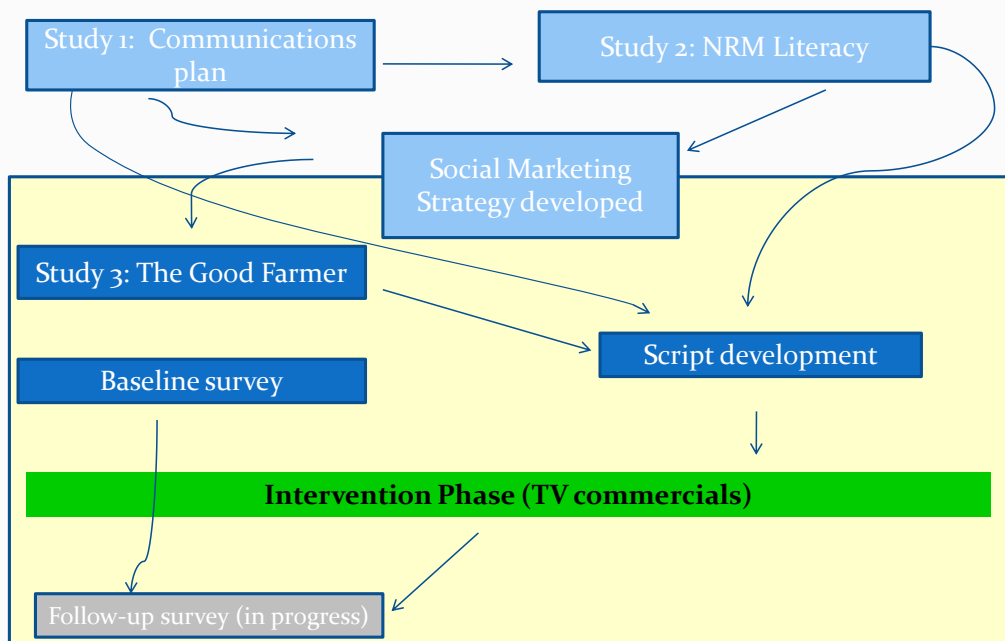 Study 1: Communications
plan
Study 2: NRM Literacy
Social Marketing
Strategy developed
Study 3: The Good Farmer
Script development
Baseline survey
Intervention Phase (TV commercials)
Follow-up survey (in progress)